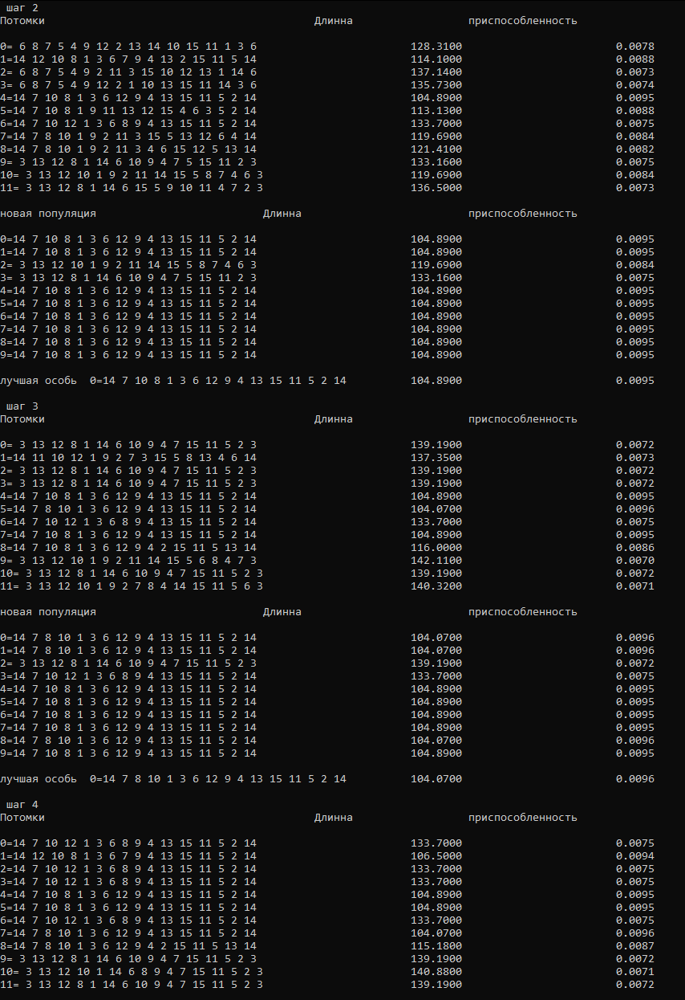 шаг 2
Потомки Длинна приспособленность
0= 6 8 7 5 4 9 12 2 13 14 10 15 11 1 3 6 128.3100 0.0078
1=14 12 10 8 1 3 6 7 9 4 13 2 15 11 5 14 114.1000 0.0088
2= 6 8 7 5 4 9 2 11 3 15 10 12 13 1 14 6 137.1400 0.0073
3= 6 8 7 5 4 9 12 2 1 10 13 15 11 14 3 6 135.7300 0.0074
4=14 7 10 8 1 3 6 12 9 4 13 15 11 5 2 14 104.8900 0.0095
5=14 7 10 8 1 9 11 13 12 15 4 6 3 5 2 14 113.1300 0.0088
6=14 7 10 12 1 3 6 8 9 4 13 15 11 5 2 14 133.7000 0.0075
7=14 7 8 10 1 9 2 11 3 15 5 13 12 6 4 14 119.6900 0.0084
8=14 7 8 10 1 9 2 11 3 4 6 15 12 5 13 14 121.4100 0.0082
9= 3 13 12 8 1 14 6 10 9 4 7 5 15 11 2 3 133.1600 0.0075
10= 3 13 12 10 1 9 2 11 14 15 5 8 7 4 6 3 119.6900 0.0084
11= 3 13 12 8 1 14 6 15 5 9 10 11 4 7 2 3 136.5000 0.0073
новая популяция Длинна приспособленность
0=14 7 10 8 1 3 6 12 9 4 13 15 11 5 2 14 104.8900 0.0095
1=14 7 10 8 1 3 6 12 9 4 13 15 11 5 2 14 104.8900 0.0095
2= 3 13 12 10 1 9 2 11 14 15 5 8 7 4 6 3 119.6900 0.0084
3= 3 13 12 8 1 14 6 10 9 4 7 5 15 11 2 3 133.1600 0.0075
4=14 7 10 8 1 3 6 12 9 4 13 15 11 5 2 14 104.8900 0.0095
5=14 7 10 8 1 3 6 12 9 4 13 15 11 5 2 14 104.8900 0.0095
6=14 7 10 8 1 3 6 12 9 4 13 15 11 5 2 14 104.8900 0.0095
7=14 7 10 8 1 3 6 12 9 4 13 15 11 5 2 14 104.8900 0.0095
8=14 7 10 8 1 3 6 12 9 4 13 15 11 5 2 14 104.8900 0.0095
9=14 7 10 8 1 3 6 12 9 4 13 15 11 5 2 14 104.8900 0.0095
лучшая особь 0=14 7 10 8 1 3 6 12 9 4 13 15 11 5 2 14 104.8900 0.0095
шаг 3
Потомки Длинна приспособленность
0= 3 13 12 8 1 14 6 10 9 4 7 15 11 5 2 3 139.1900 0.0072
1=14 11 10 12 1 9 2 7 3 15 5 8 13 4 6 14 137.3500 0.0073
2= 3 13 12 8 1 14 6 10 9 4 7 15 11 5 2 3 139.1900 0.0072
3= 3 13 12 8 1 14 6 10 9 4 7 15 11 5 2 3 139.1900 0.0072
4=14 7 10 8 1 3 6 12 9 4 13 15 11 5 2 14 104.8900 0.0095
5=14 7 8 10 1 3 6 12 9 4 13 15 11 5 2 14 104.0700 0.0096
6=14 7 10 12 1 3 6 8 9 4 13 15 11 5 2 14 133.7000 0.0075
7=14 7 10 8 1 3 6 12 9 4 13 15 11 5 2 14 104.8900 0.0095
8=14 7 10 8 1 3 6 12 9 4 2 15 11 5 13 14 116.0000 0.0086
9= 3 13 12 10 1 9 2 11 14 15 5 6 8 4 7 3 142.1100 0.0070
10= 3 13 12 8 1 14 6 10 9 4 7 15 11 5 2 3 139.1900 0.0072
11= 3 13 12 10 1 9 2 7 8 4 14 15 11 5 6 3 140.3200 0.0071
новая популяция Длинна приспособленность
0=14 7 8 10 1 3 6 12 9 4 13 15 11 5 2 14 104.0700 0.0096
1=14 7 8 10 1 3 6 12 9 4 13 15 11 5 2 14 104.0700 0.0096
2= 3 13 12 8 1 14 6 10 9 4 7 15 11 5 2 3 139.1900 0.0072
3=14 7 10 12 1 3 6 8 9 4 13 15 11 5 2 14 133.7000 0.0075
4=14 7 10 8 1 3 6 12 9 4 13 15 11 5 2 14 104.8900 0.0095
5=14 7 10 8 1 3 6 12 9 4 13 15 11 5 2 14 104.8900 0.0095
6=14 7 10 8 1 3 6 12 9 4 13 15 11 5 2 14 104.8900 0.0095
7=14 7 10 8 1 3 6 12 9 4 13 15 11 5 2 14 104.8900 0.0095
8=14 7 8 10 1 3 6 12 9 4 13 15 11 5 2 14 104.0700 0.0096
9=14 7 10 8 1 3 6 12 9 4 13 15 11 5 2 14 104.8900 0.0095
лучшая особь 0=14 7 8 10 1 3 6 12 9 4 13 15 11 5 2 14 104.0700 0.0096
шаг 4
Потомки Длинна приспособленность
0=14 7 10 12 1 3 6 8 9 4 13 15 11 5 2 14 133.7000 0.0075
1=14 12 10 8 1 3 6 7 9 4 13 15 11 5 2 14 106.5000 0.0094
2=14 7 10 12 1 3 6 8 9 4 13 15 11 5 2 14 133.7000 0.0075
3=14 7 10 12 1 3 6 8 9 4 13 15 11 5 2 14 133.7000 0.0075
4=14 7 10 8 1 3 6 12 9 4 13 15 11 5 2 14 104.8900 0.0095
5=14 7 10 8 1 3 6 12 9 4 13 15 11 5 2 14 104.8900 0.0095
6=14 7 10 12 1 3 6 8 9 4 13 15 11 5 2 14 133.7000 0.0075
7=14 7 8 10 1 3 6 12 9 4 13 15 11 5 2 14 104.0700 0.0096
8=14 7 8 10 1 3 6 12 9 4 2 15 11 5 13 14 115.1800 0.0087
9= 3 13 12 8 1 14 6 10 9 4 7 15 11 5 2 3 139.1900 0.0072
10= 3 13 12 10 1 14 6 8 9 4 7 15 11 5 2 3 140.8800 0.0071
11= 3 13 12 8 1 14 6 10 9 4 7 15 11 5 2 3 139.1900 0.0072